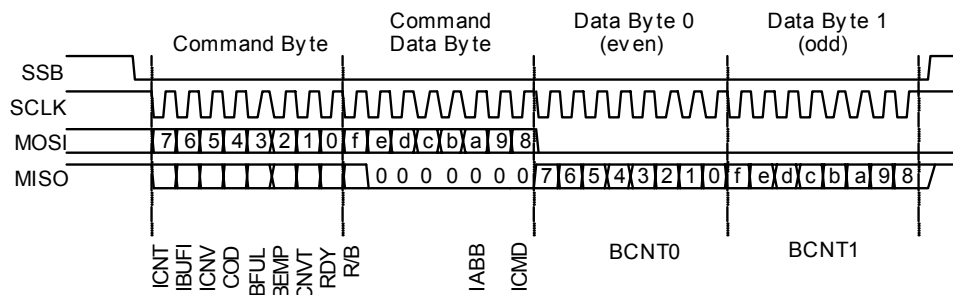 Command Byte
Command
Data Byte
Data Byte 0
(even)
Data Byte 1
(odd)
SSB
SCLK
MOSI
7 6 5 4 3 2 1 0 f e d c b a 9 8
MISO
0 0 0 0 0 0 0 7 6 5 4 3 2 1 0 f e d c b a 9 8
ICNT
IBUFI
ICNV
COD
BFUL
BEMP
CNVT
RDY
R/B
IABB
ICMD
BCNT0
BCNT1